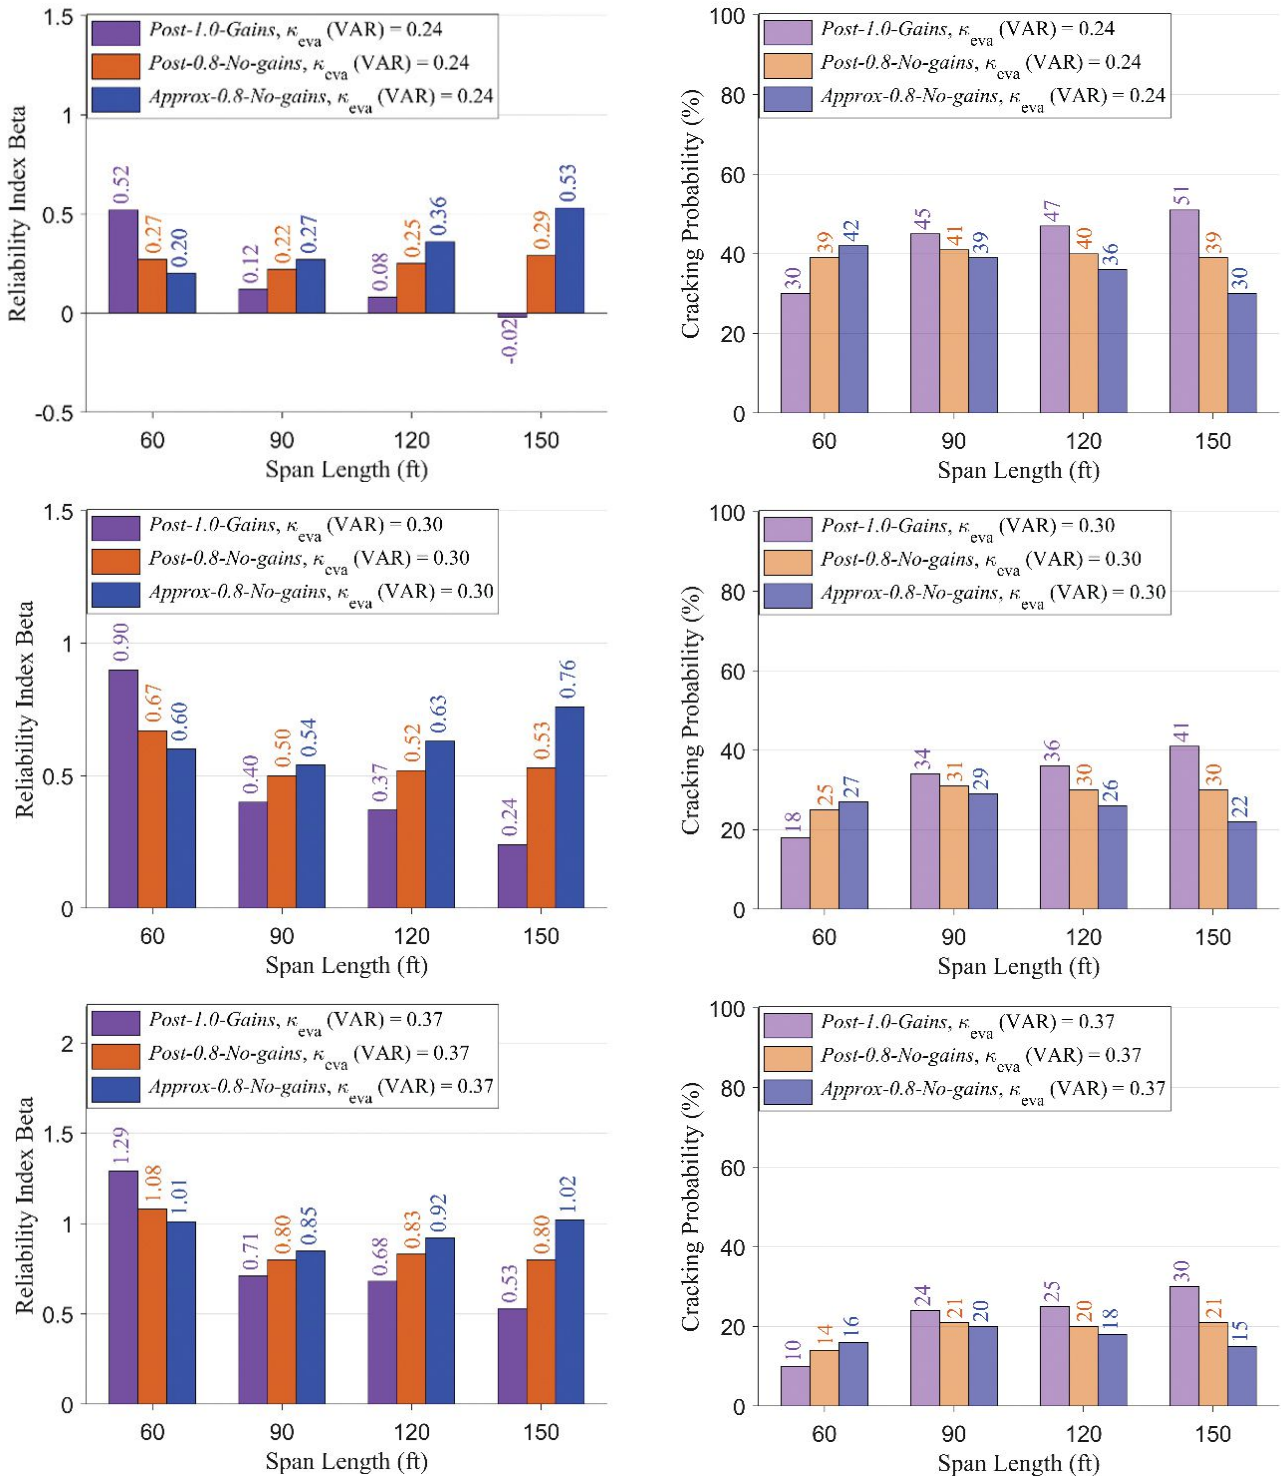 1.5
1
0.5
0
-0.5
Reliability Index Beta
Post-1.0-Gains, κeva (VAR) = 0.24
Post-0.8-No-gains, κeva (VAR) = 0.24
Approx-0.8-No-gains, κeva (VAR) = 0.24
0.52
0.27
0.20
0.12
0.22
0.27
0.08
0.25
0.36
-0.02
0.29
0.53
60 90 120 150
Span Length (ft)
100
80
60
40
20
0
Cracking Probability (%)
Post-1.0-Gains, κeva (VAR) = 0.24
Post-0.8-No-gains, κeva (VAR) = 0.24
Approx-0.8-No-gains, κeva (VAR) = 0.24
30
39
42
45
41
39
47
40
36
51
39
30
60 90 120 150
Span Length (ft)
1.5
1
0.5
0
Reliability Index Beta
Post-1.0-Gains, κeva (VAR) = 0.30
Post-0.8-No-gains, κeva (VAR) = 0.30
Approx-0.8-No-gains, κeva (VAR) = 0.30
0.90
0.67
0.60
0.40
0.50
0.54
0.37
0.52
0.63
0.24
0.53
0.76
60 90 120 150
Span Length (ft)
100
80
60
40
20
0
Cracking Probability (%)
Post-1.0-Gains, κeva (VAR) = 0.30
Post-0.8-No-gains, κeva (VAR) = 0.30
Approx-0.8-No-gains, κeva (VAR) = 0.30
18
25
27
34
31
29
36
30
26
41
30
22
60 90 120 150
Span Length (ft)
2
1.5
1
0.5
0
Reliability Index Beta
Post-1.0-Gains, κeva (VAR) = 0.37
Post-0.8-No-gains, κeva (VAR) = 0.37
Approx-0.8-No-gains, κeva (VAR) = 0.37
1.29
1.08
1.01
0.71
0.80
0.85
0.68
0.83
0.92
0.53
0.80
1.02
60 90 120 150
Span Length (ft)
100
80
60
40
20
0
Cracking Probability (%)
Post-1.0-Gains, κeva (VAR) = 0.37
Post-0.8-No-gains, κeva (VAR) = 0.37
Approx-0.8-No-gains, κeva (VAR) = 0.37
10
14
16
24
21
20
25
20
18
30
21
15
60 90 120 150
Span Length (ft)